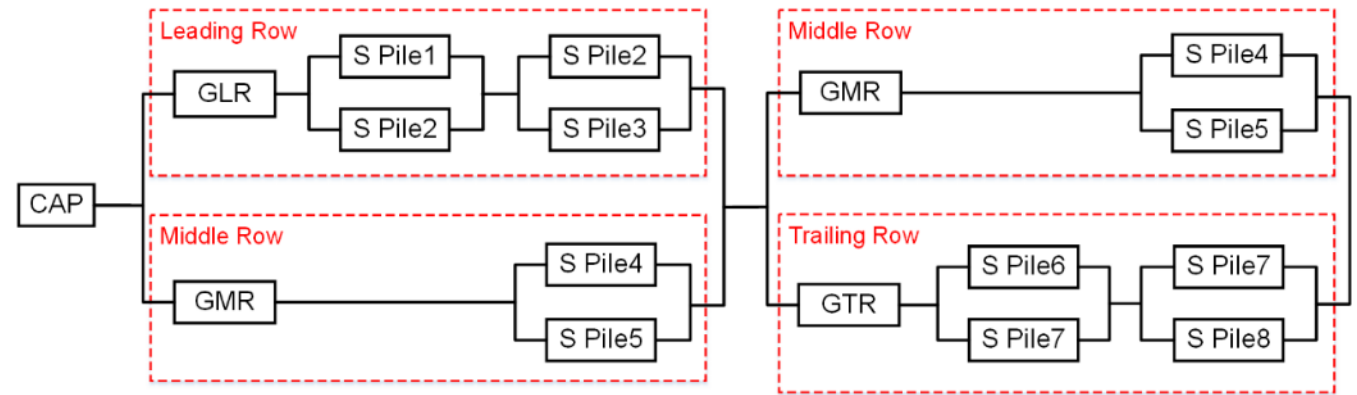 Leading Row
GLR
S Pile1
S Pile2
S Pile2
S Pile3
CAP
Middle Row
GMR
S Pile4
S Pile5
Middle Row
GMR
S Pile4
S Pile5
Trailing Row
GTR
S Pile6
S Pile7
S Pile7
S Pile8